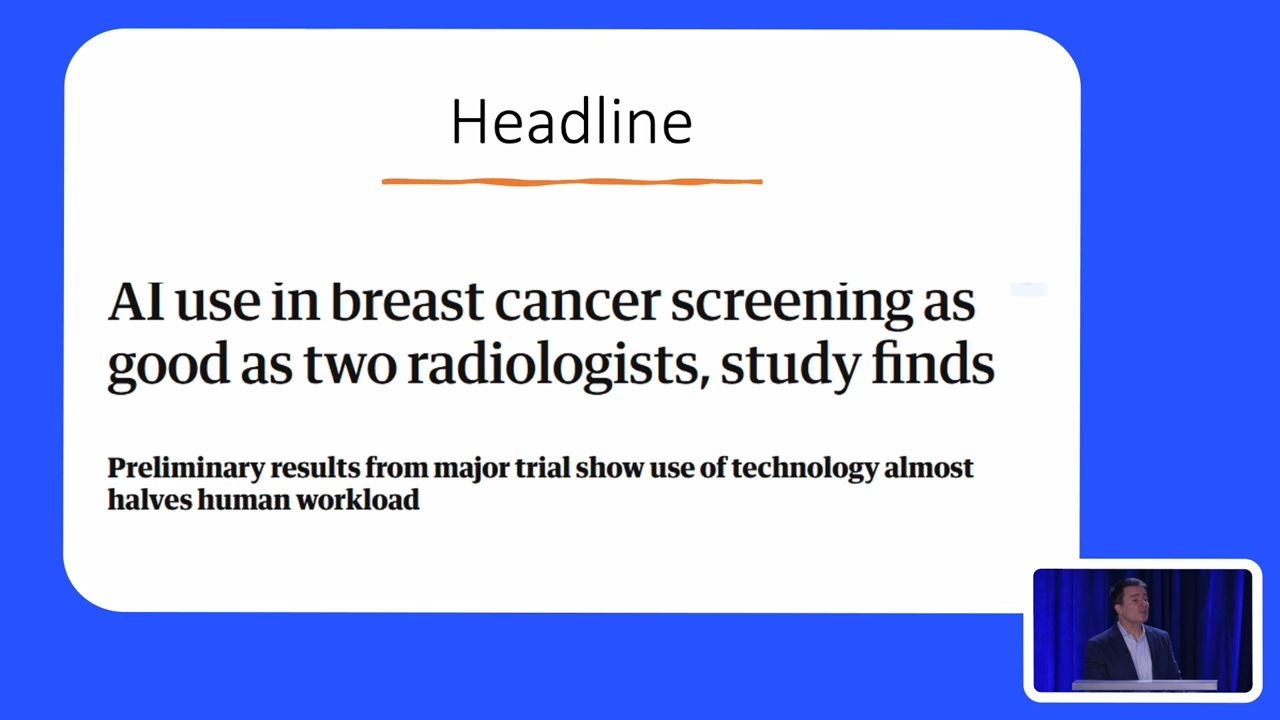 Headline
AI use in breast cancer screening as
good as two radiologists, study finds
Preliminary results from major trial show use of technology almost
halves human workload